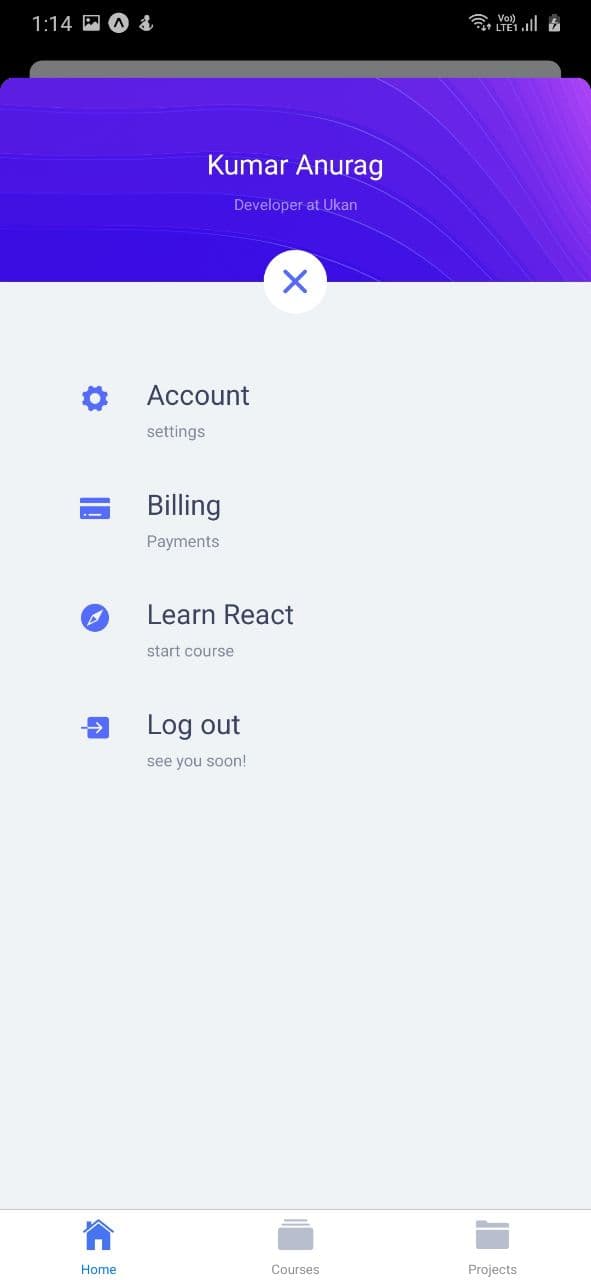 1:14
Vo))
LTE1
Kumar Anurag
Developer at Ukan
Account
settings
Billing
Payments
Learn React
start course
Log out
see you soon!
Home
Courses
Projects